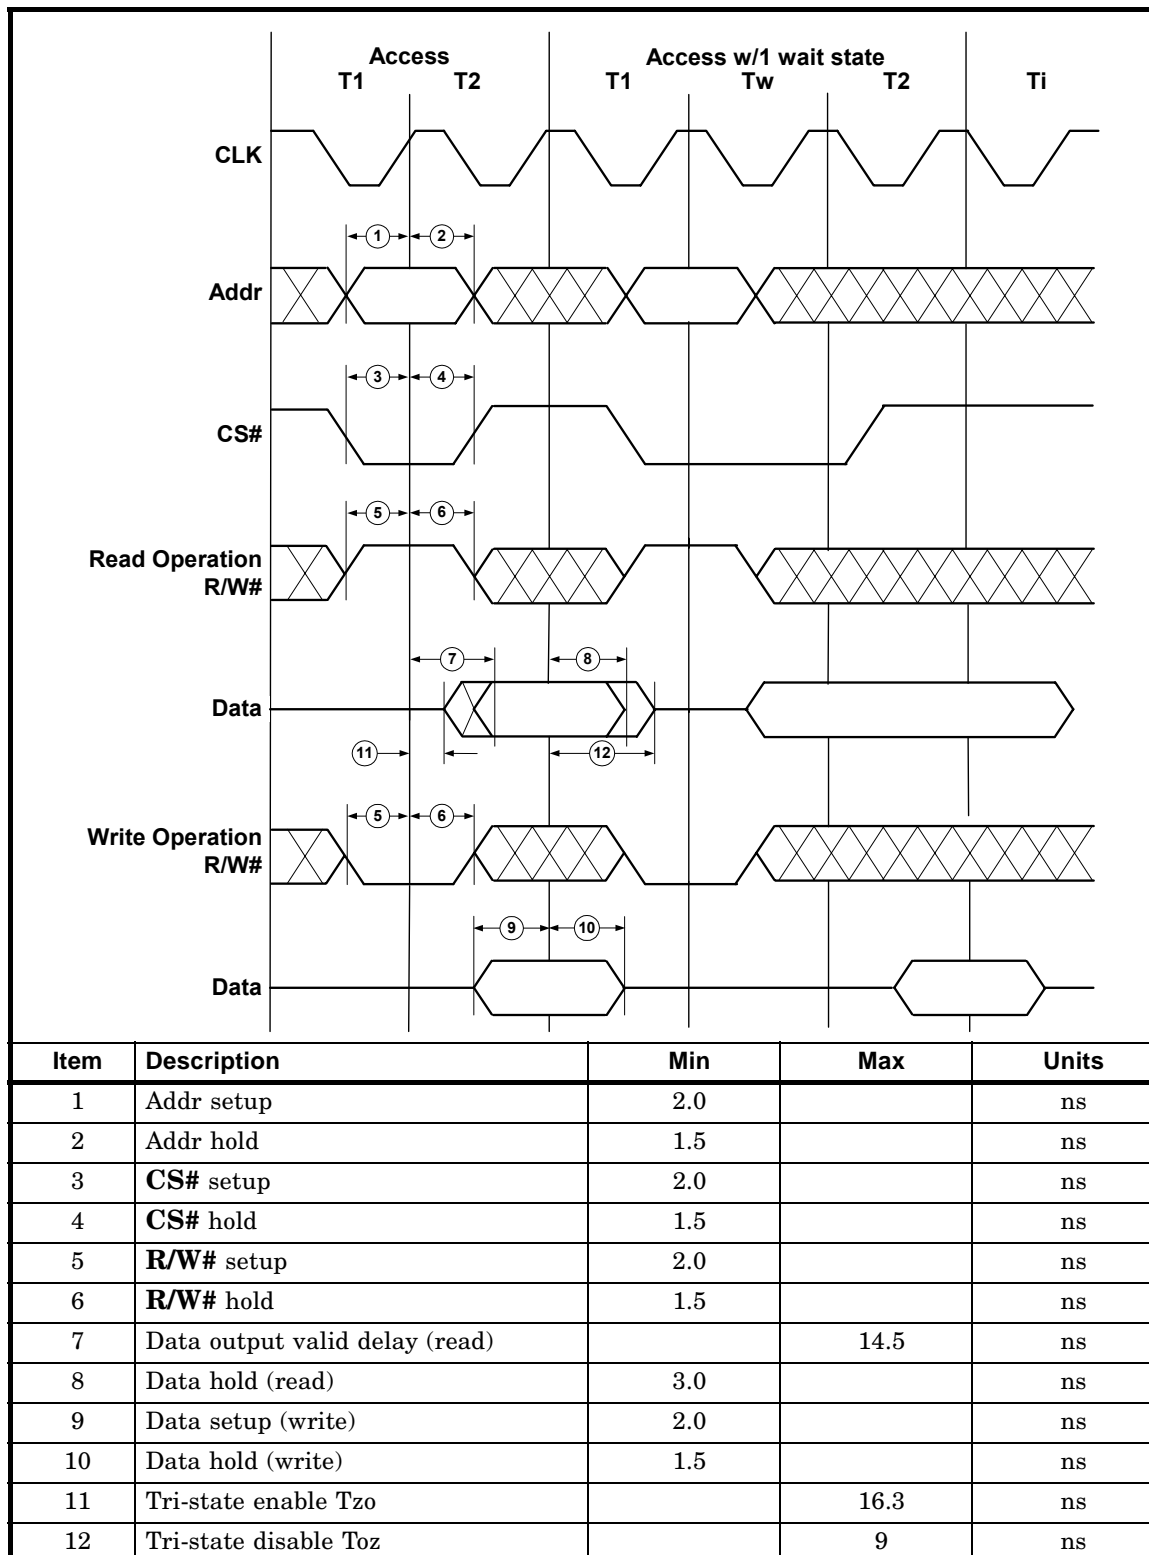 Access Access w/1 wait state
T1 T2 T1 Tw T2 Ti
CLK
1 2
Addr
3 4
CS#
5 6
Read Operation
R/W#
7 8
Data
11 12
5 6
Write Operation
R/W#
9 10
Data
Item Description Min Max Units
1 Addr setup 2.0 ns
2 Addr hold 1.5 ns
3 CS# setup 2.0 ns
4 CS# hold 1.5 ns
5 R/W# setup 2.0 ns
6 R/W# hold 1.5 ns
7 Data output valid delay (read) 14.5 ns
8 Data hold (read) 3.0 ns
9 Data setup (write) 2.0 ns
10 Data hold (write) 1.5 ns
11 Tri-state enable Tzo 16.3 ns
12 Tri-state disable Toz 9 ns